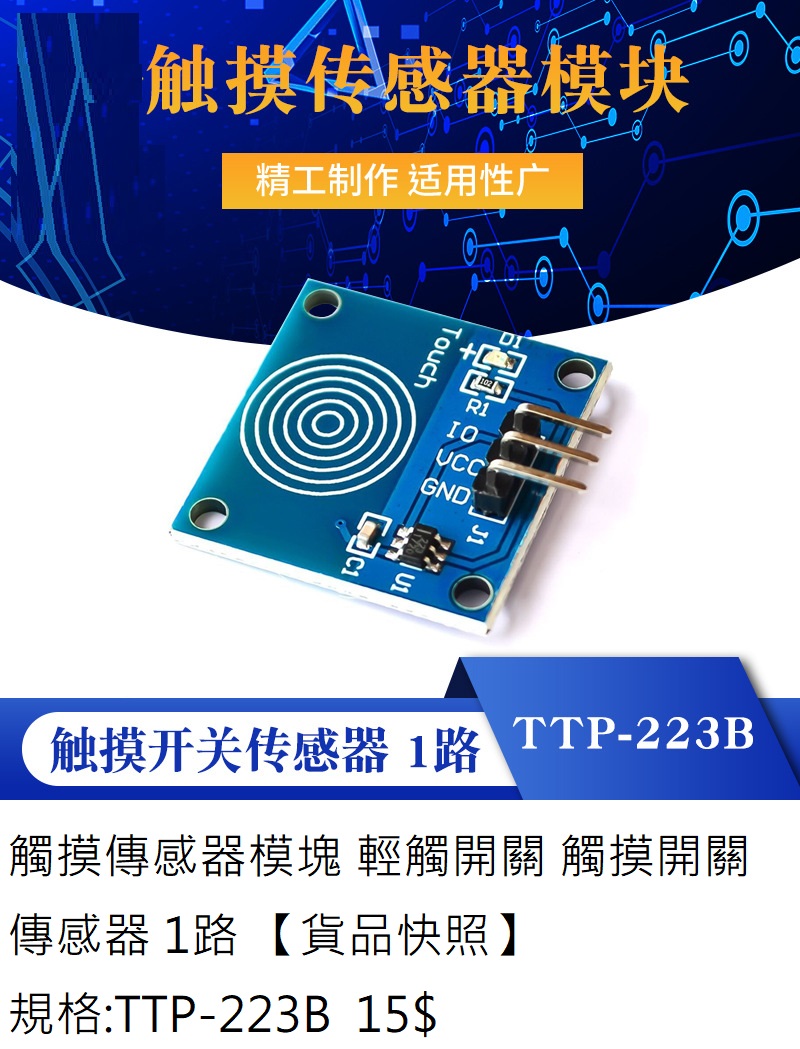 触摸传感器模块
精工制作 适用性广
Touch
D1
+
102
R1
IO
VCC
GND
J1
C1
U1
触摸开关传感器 1路
TTP-223B
觸摸傳感器模塊 輕觸開關 觸摸開關
傳感器 1路 【貨品快照】
規格:TTP-223B 15$